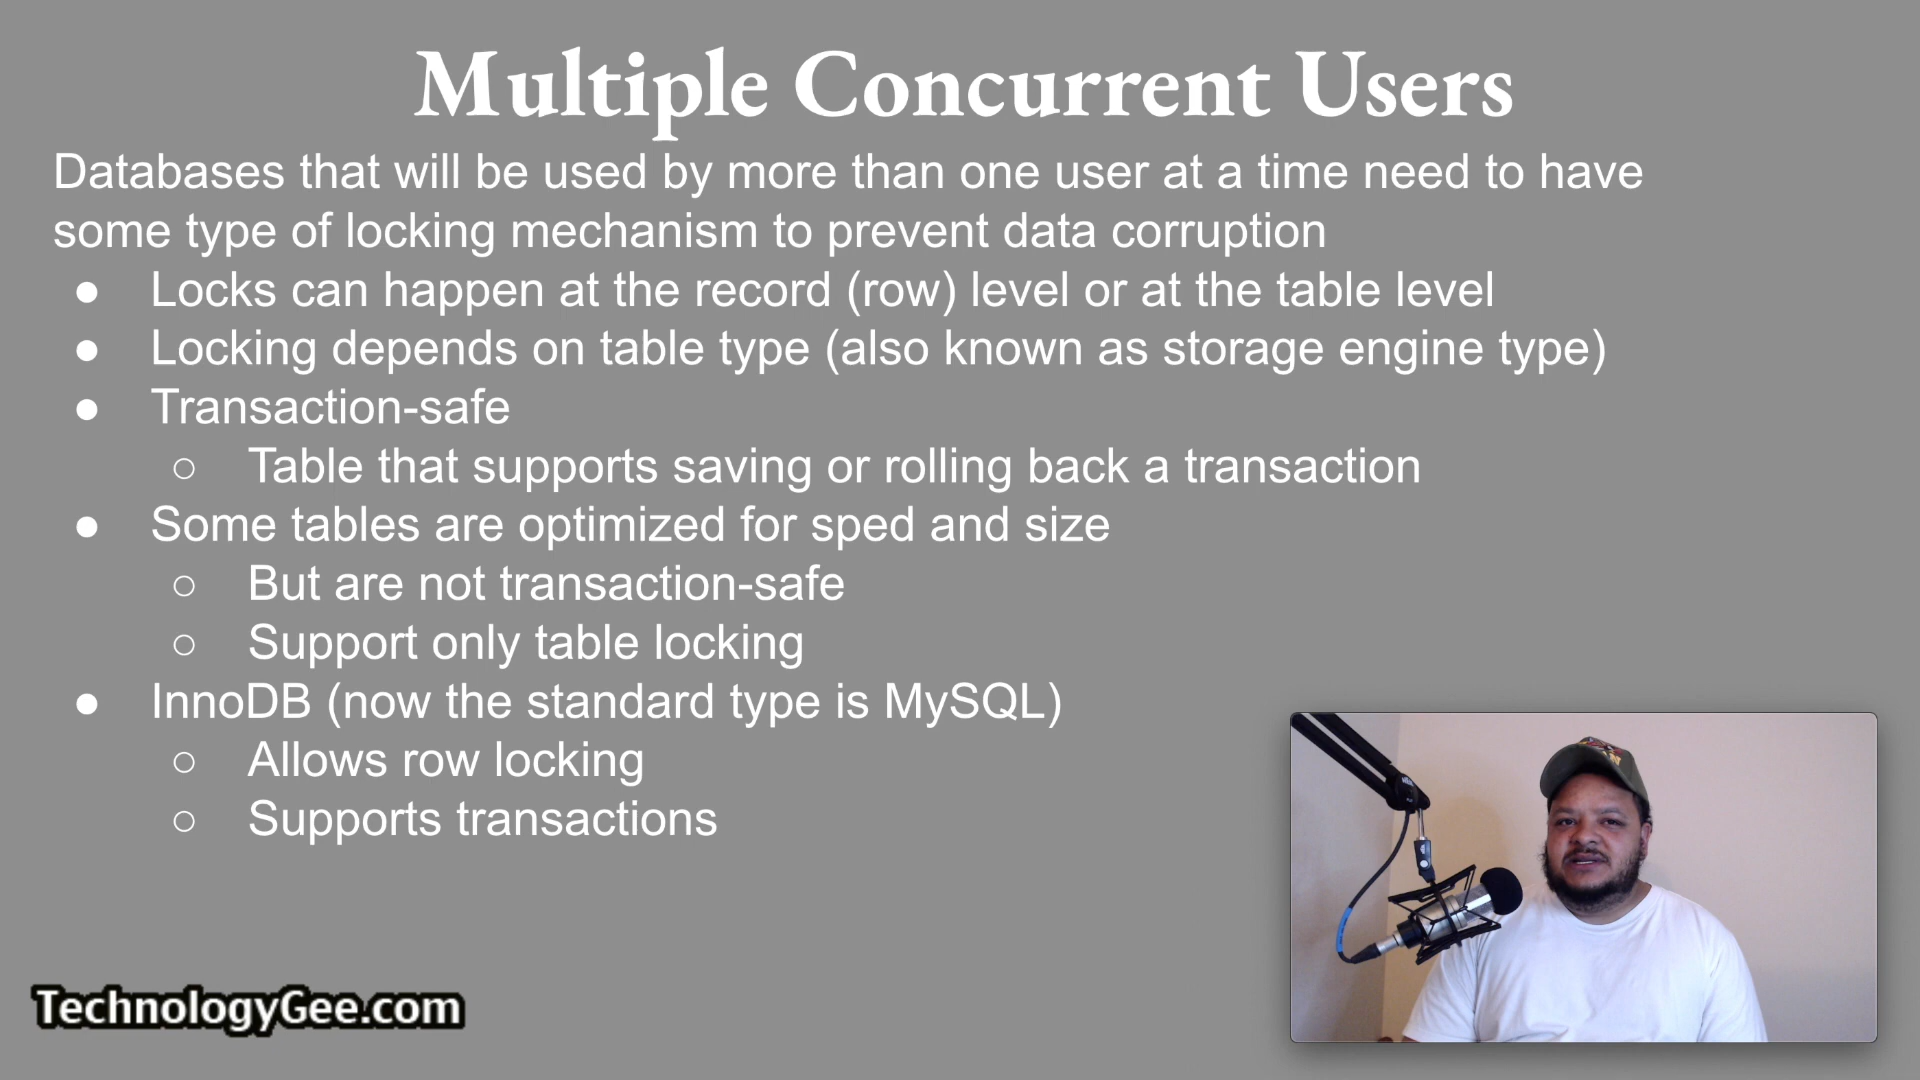 Multiple Concurrent Users
Databases that will be used by more than one user at a time need to have
some type of locking mechanism to prevent data corruption
● Locks can happen at the record (row) level or at the table level
● Locking depends on table type (also known as storage engine type)
● Transaction-safe
○ Table that supports saving or rolling back a transaction
● Some tables are optimized for sped and size
○ But are not transaction-safe
○ Support only table locking
● InnoDB (now the standard type is MySQL)
○ Allows row locking
○ Supports transactions
TechnologyGee.com